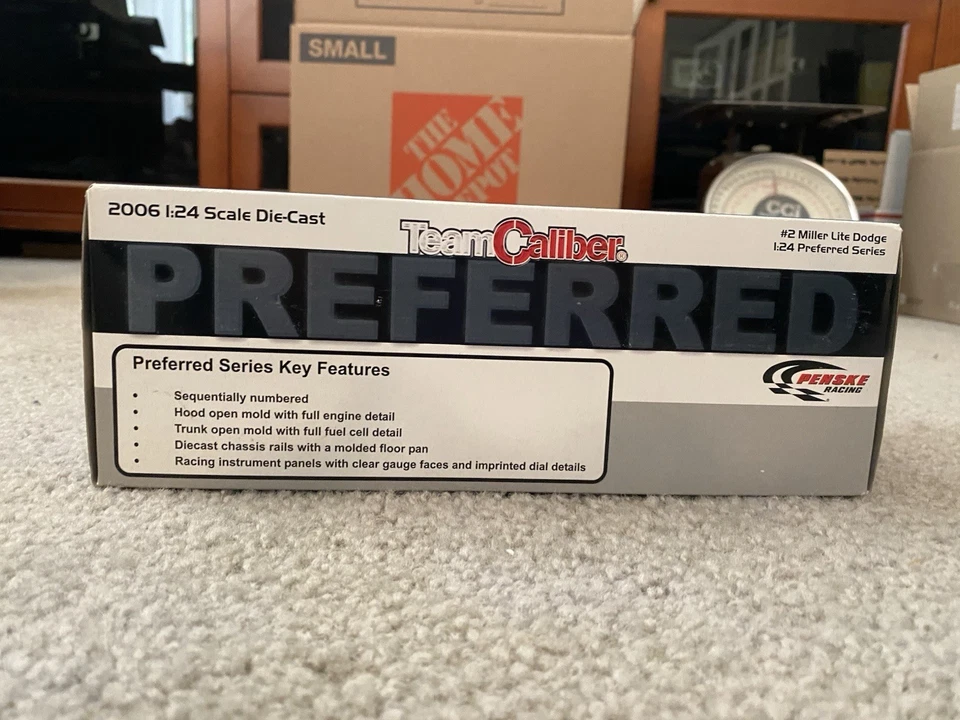 SMALL
THE
HOME
DEPOT
CCI
2006 1:24 Scale Die-Cast
TeamCaliber®
#2 Miller Lite Dodge
1:24 Preferred Series
PREFERRED
PENSKE
RACING
Preferred Series Key Features
• Sequentially numbered
• Hood open mold with full engine detail
• Trunk open mold with full fuel cell detail
• Diecast chassis rails with a molded floor pan
• Racing instrument panels with clear gauge faces and imprinted dial details